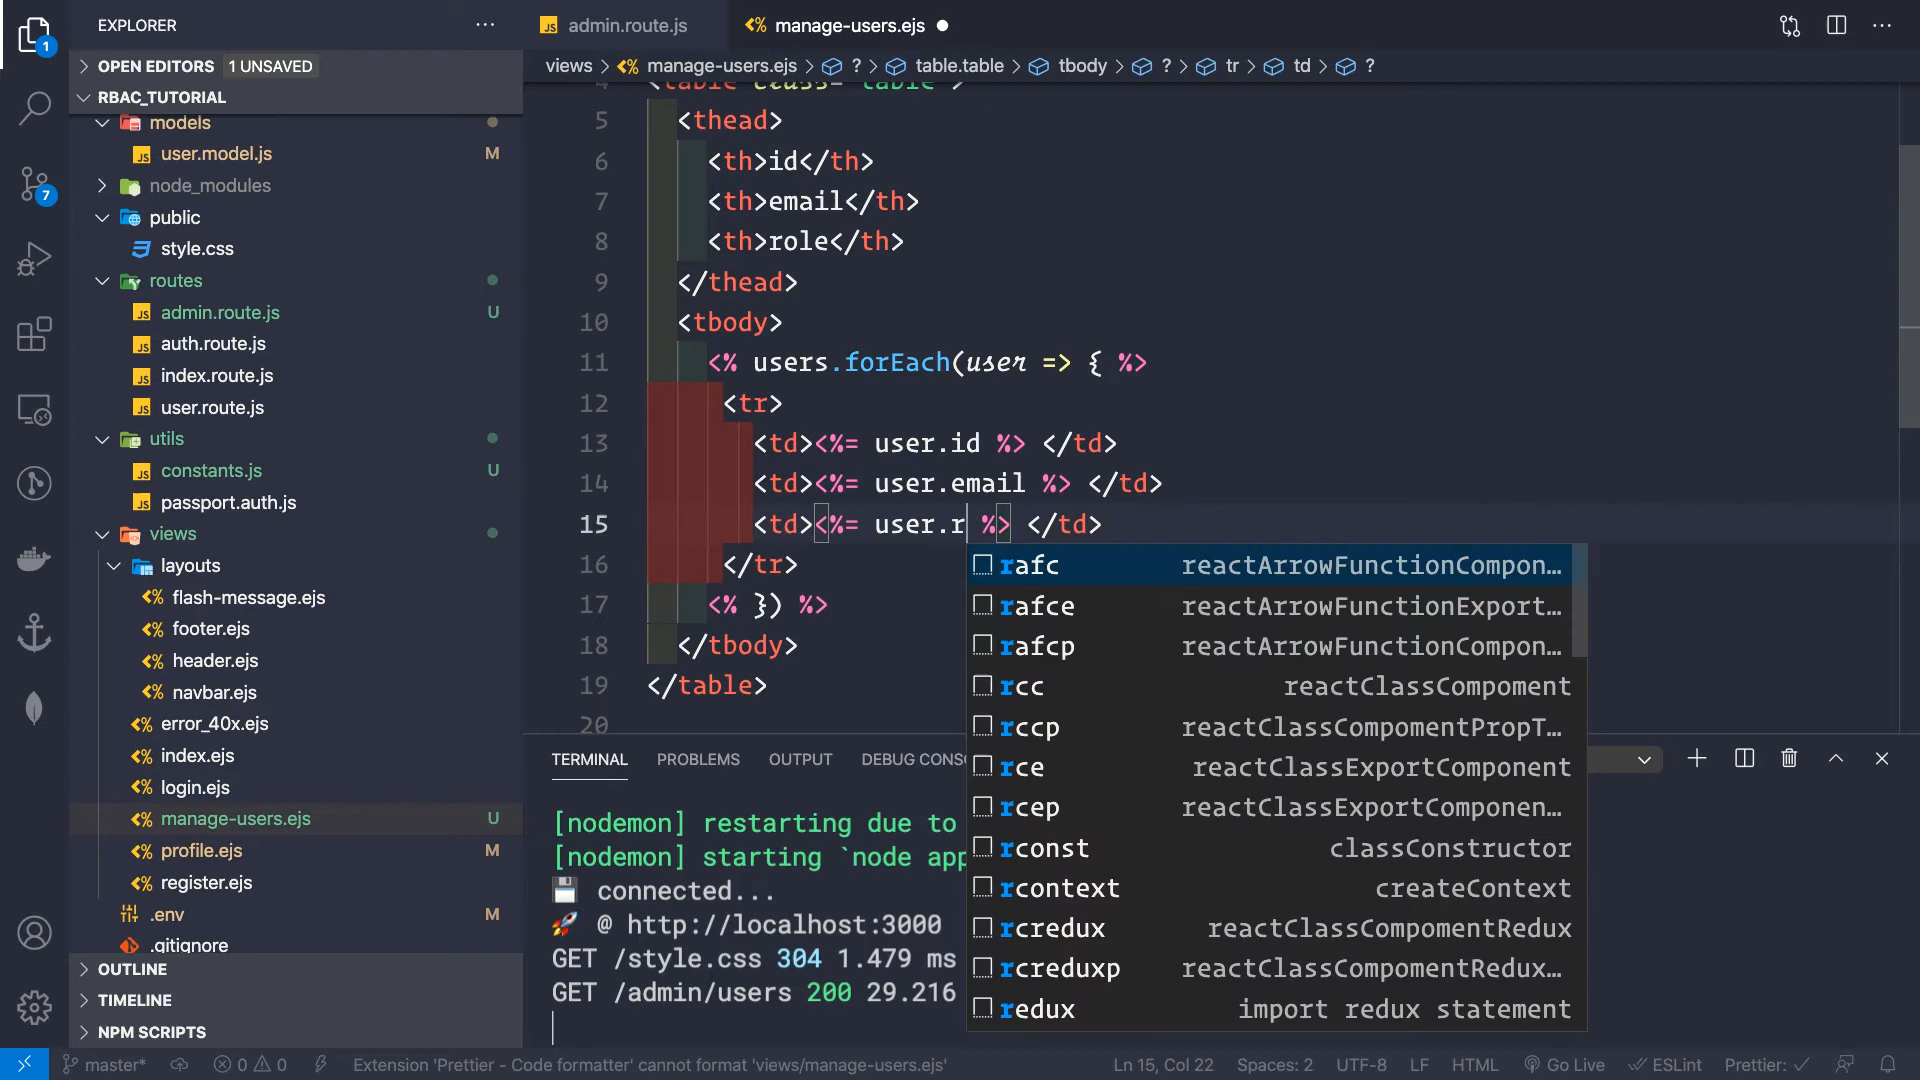 EXPLORER
OPEN EDITORS 1 UNSAVED
RBAC_TUTORIAL
models
user.model.js M
node_modules
public
style.css
routes
admin.route.js U
auth.route.js
index.route.js
user.route.js
utils
constants.js U
passport.auth.js
views
layouts
flash-message.ejs
footer.ejs
header.ejs
navbar.ejs
error_40x.ejs
index.ejs
login.ejs
manage-users.ejs U
profile.ejs M
register.ejs
.env M
.gitignore
OUTLINE
TIMELINE
NPM SCRIPTS
1
7
admin.route.js
manage-users.ejs
views > manage-users.ejs > ? > table.table > tbody > ? > tr > td > ?
4 <table class="table">
5 <thead>
6 <th>id</th>
7 <th>email</th>
8 <th>role</th>
9 </thead>
10 <tbody>
11 <% users.forEach(user => { %>
12 <tr>
13 <td><%= user.id %> </td>
14 <td><%= user.email %> </td>
15 <td><%= user.r %> </td>
16 </tr>
17 <% }) %>
18 </tbody>
19 </table>
20
rafc reactArrowFunctionCompon…
rafce reactArrowFunctionExport…
rafcp reactArrowFunctionCompon…
rcc reactClassCompoment
rccp reactClassCompomentPropT…
rce reactClassExportComponent
rcep reactClassExportComponen…
rconst classConstructor
rcontext createContext
rcredux reactClassCompomentRedux
rcreduxp reactClassCompomentRedux…
redux import redux statement
TERMINAL PROBLEMS OUTPUT DEBUG CONSO
[nodemon] restarting due to
[nodemon] starting `node app
connected...
@ http://localhost:3000
GET /style.css 304 1.479 ms
GET /admin/users 200 29.216
master* 0 0 Extension 'Prettier - Code formatter' cannot format 'views/manage-users.ejs' Ln 15, Col 22 Spaces: 2 UTF-8 LF HTML Go Live ESLint Prettier: ✓